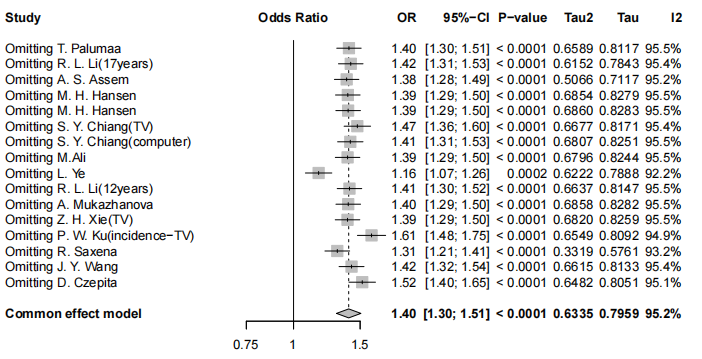 Study Odds Ratio OR 95%−CI P−value Tau2 Tau I2
Omitting T. Palumaa 1.40 [1.30; 1.51] < 0.0001 0.6589 0.8117 95.5%
Omitting R. L. Li(17years) 1.42 [1.31; 1.53] < 0.0001 0.6152 0.7843 95.4%
Omitting A. S. Assem 1.38 [1.28; 1.49] < 0.0001 0.5066 0.7117 95.5%
Omitting M. H. Hansen 1.39 [1.29; 1.50] < 0.0001 0.6854 0.8279 95.5%
Omitting M. H. Hansen 1.39 [1.29; 1.50] < 0.0001 0.6860 0.8283 95.5%
Omitting S. Y. Chiang(TV) 1.47 [1.36; 1.60] < 0.0001 0.6677 0.8171 95.4%
Omitting S. Y. Chiang(computer) 1.41 [1.31; 1.53] < 0.0001 0.6807 0.8251 95.5%
Omitting M.Ali 1.39 [1.29; 1.50] < 0.0001 0.6796 0.8244 95.5%
Omitting L. Ye 1.16 [1.07; 1.26] 0.0002 0.6222 0.7888 92.2%
Omitting R. L. Li(12years) 1.41 [1.30; 1.52] < 0.0001 0.6637 0.8147 95.5%
Omitting A. Mukazhanova 1.40 [1.29; 1.50] < 0.0001 0.6858 0.8282 95.5%
Omitting Z. H. Xie(TV) 1.39 [1.29; 1.50] < 0.0001 0.6820 0.8259 95.5%
Omitting P. W. Ku(incidence−TV) 1.61 [1.48; 1.75] < 0.0001 0.6549 0.8092 94.9%
Omitting R. Saxena 1.31 [1.21; 1.41] < 0.0001 0.3319 0.5761 95.5%
Omitting J. Y. Wang 1.42 [1.32; 1.54] < 0.0001 0.6615 0.8133 95.4%
Omitting D. Czepita 1.52 [1.40; 1.65] < 0.0001 0.6482 0.8051 95.1%
Common effect model 1.40 [1.30; 1.51] < 0.0001 0.6335 0.7959 95.2%
0.75 1 1.5